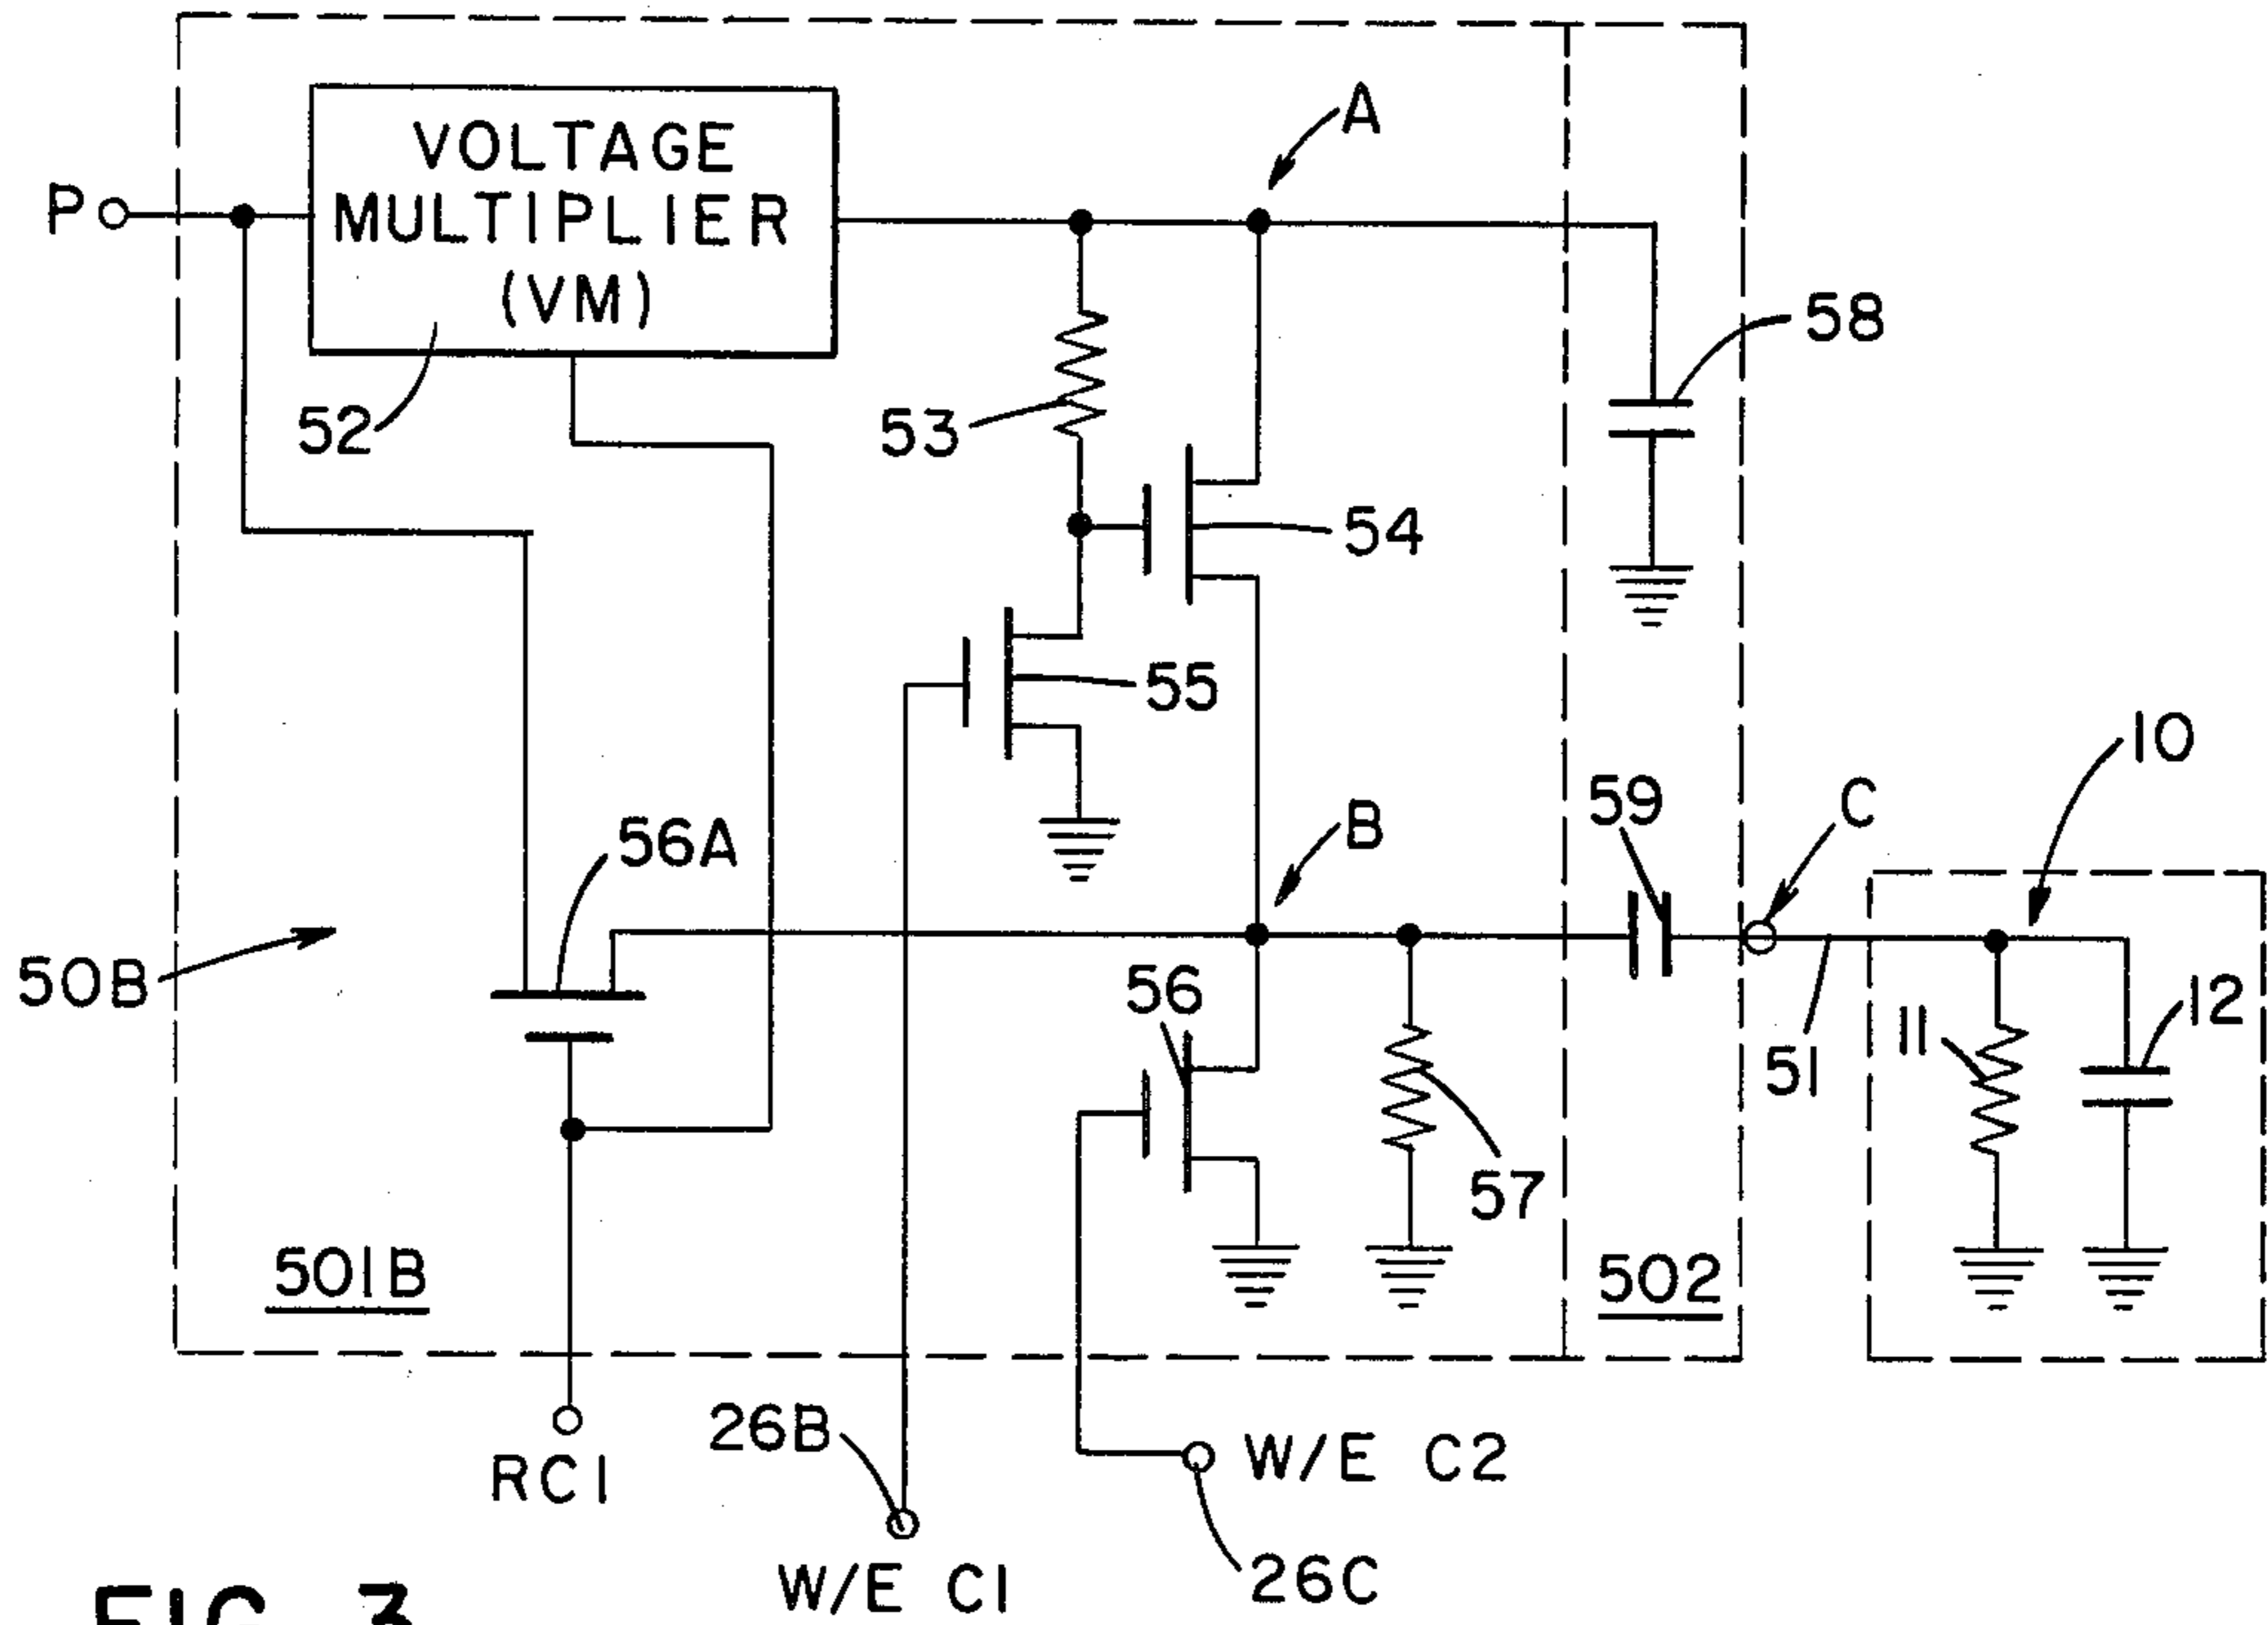 A
VOLTAGE
MULTIPLIER
(VM)
P
58
52
53
54
55
10
59
C
56A
B
50B
56
12
11
51
57
501B
502
26B
RC1
W/E C2
26C
W/E C1
FIG. 3